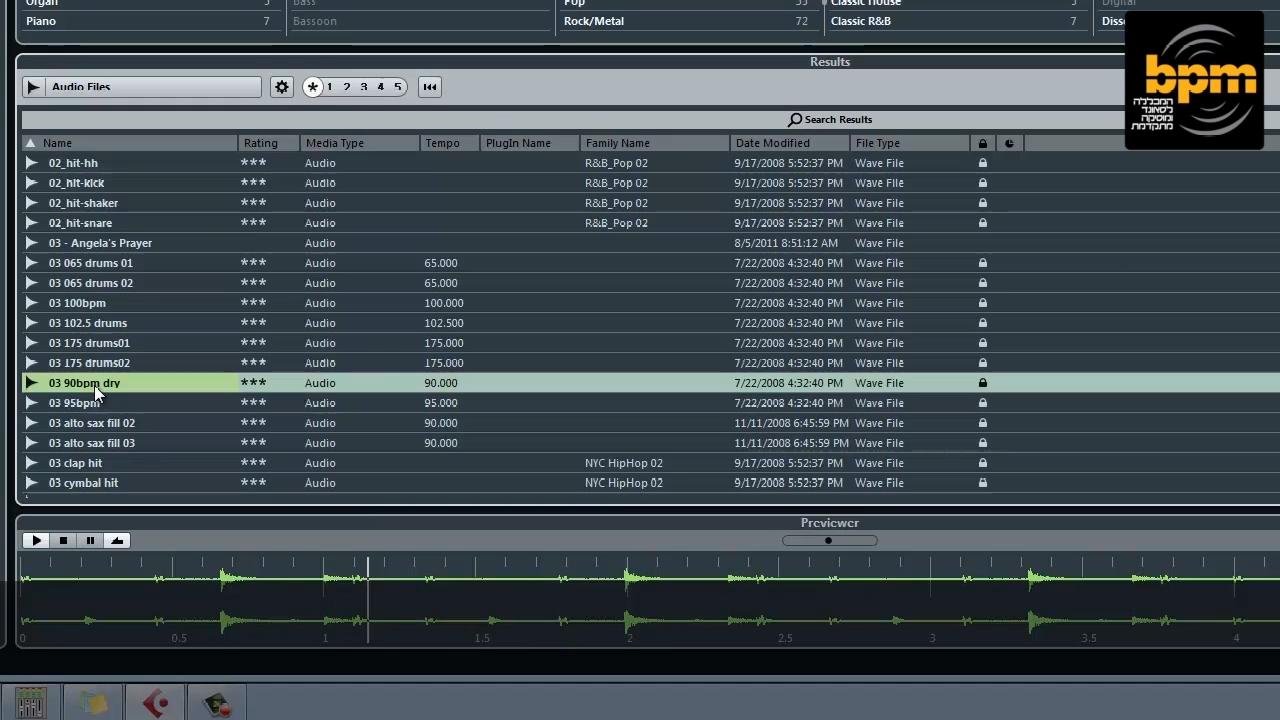 Organ 5 Bass Pop 55 Classic House 5 Digital
Piano 7 Bassoon Rock/Metal 72 Classic R&B 7
Results
Audio Files * 1 2 3 4 5
Search Results
Name Rating Media Type Tempo PlugIn Name Family Name Date Modified File Type
02_hit-hh *** Audio R&B_Pop 02 9/17/2008 5:52:37 PM Wave File
02_hit-kick *** Audio R&B_Pop 02 9/17/2008 5:52:37 PM Wave File
02_hit-shaker *** Audio R&B_Pop 02 9/17/2008 5:52:37 PM Wave File
02_hit-snare *** Audio R&B_Pop 02 9/17/2008 5:52:37 PM Wave File
03 - Angela's Prayer Audio 8/5/2011 8:51:12 AM Wave File
03 065 drums 01 *** Audio 65.000 7/22/2008 4:32:40 PM Wave File
03 065 drums 02 *** Audio 65.000 7/22/2008 4:32:40 PM Wave File
03 100bpm *** Audio 100.000 7/22/2008 4:32:40 PM Wave File
03 102.5 drums *** Audio 102.500 7/22/2008 4:32:40 PM Wave File
03 175 drums01 *** Audio 175.000 7/22/2008 4:32:40 PM Wave File
03 175 drums02 *** Audio 175.000 7/22/2008 4:32:40 PM Wave File
03 90bpm dry *** Audio 90.000 7/22/2008 4:32:40 PM Wave File
03 95bpm *** Audio 95.000 7/22/2008 4:32:40 PM Wave File
03 alto sax fill 02 *** Audio 90.000 11/11/2008 6:45:59 PM Wave File
03 alto sax fill 03 *** Audio 90.000 11/11/2008 6:45:59 PM Wave File
03 clap hit *** Audio NYC HipHop 02 9/17/2008 5:52:37 PM Wave File
03 cymbal hit *** Audio NYC HipHop 02 9/17/2008 5:52:37 PM Wave File
Previewer
0 0.5 1 1.5 2 2.5 3 3.5 4
bpm
המכללה
לסאונד
ומוסיקה
מתקדמת